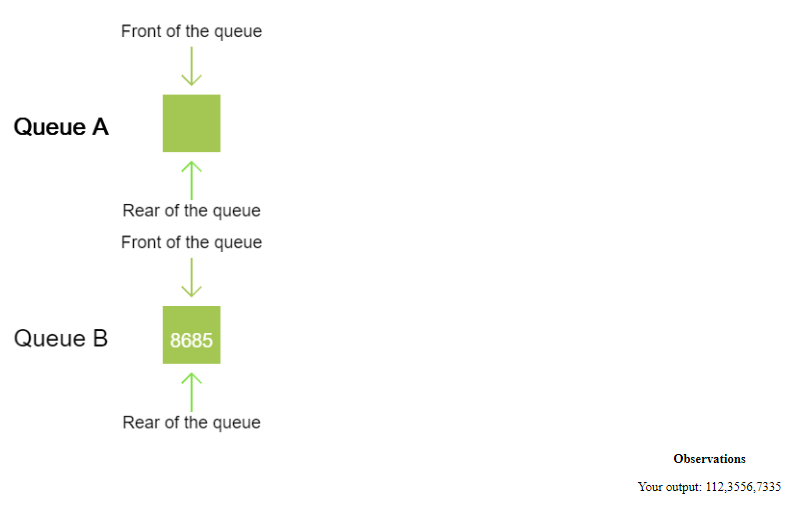 Front of the queue
Queue A
Rear of the queue
Front of the queue
Queue B
8685
Rear of the queue
Observations
Your output: 112,3556,7335